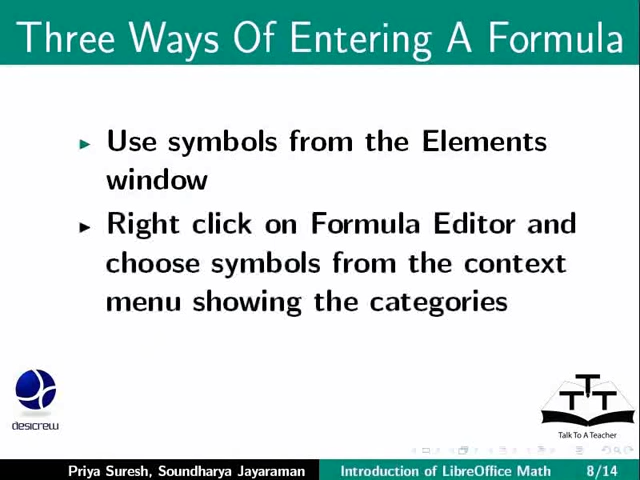 Three Ways Of Entering A Formula
Use symbols from the Elements
window
Right click on Formula Editor and
choose symbols from the context
menu showing the categories
desicrew
T T T
Talk To A Teacher
Priya Suresh, Soundharya Jayaraman
Introduction of LibreOffice Math
8/14